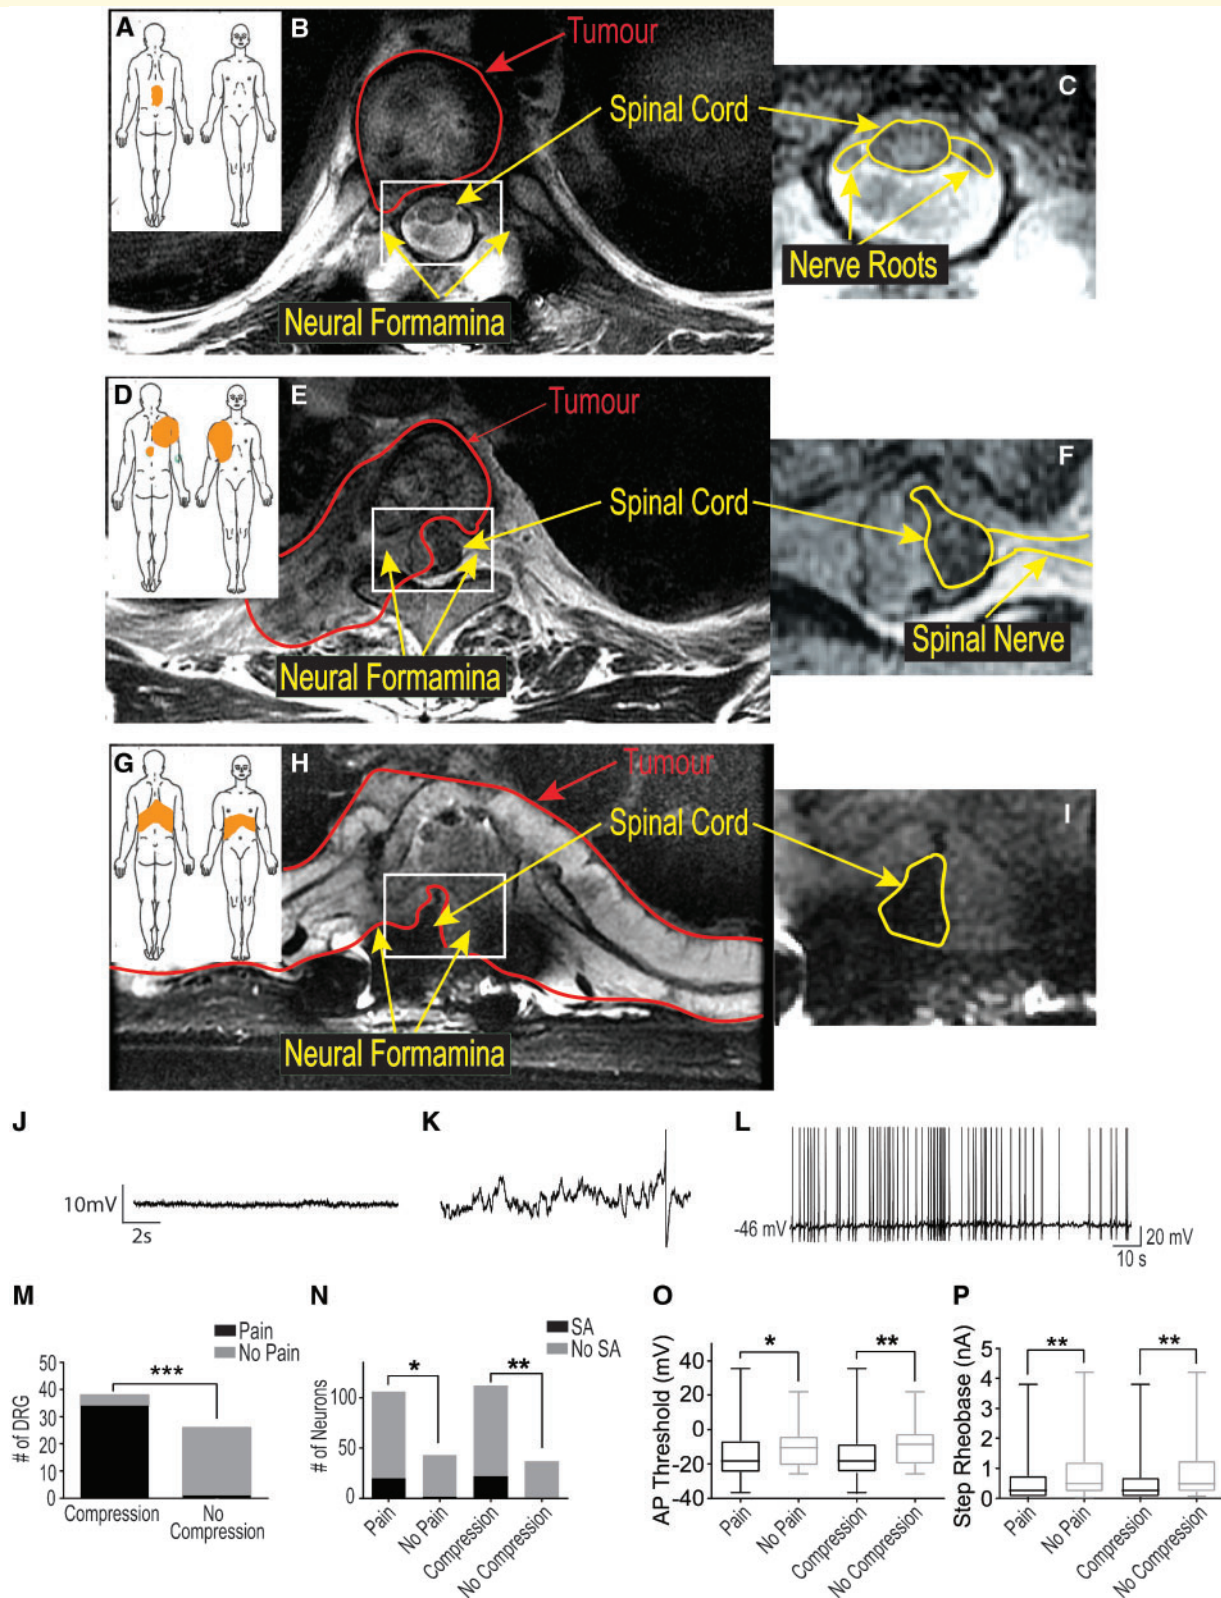 A
B
Tumour
Spinal Cord
C
Nerve Roots
Neural Formamina
D
E
Tumour
Spinal Cord
F
Spinal Nerve
Neural Formamina
G
H
Tumour
Spinal Cord
I
Neural Formamina
J
10mV
2s
K
L
-46 mV
20 mV
10 s
M
Pain
No Pain
***
# of DRG
50
40
30
20
10
0
Compression
No
Compression
N
SA
No SA
*
**
# of Neurons
100
50
0
Pain
No Pain
Compression
No Compression
O
*
**
AP Threshold (mV)
40
20
0
-20
-40
Pain
No Pain
Compression
No Compression
P
**
**
Step Rheobase (nA)
5
4
3
2
1
0
Pain
No Pain
Compression
No Compression